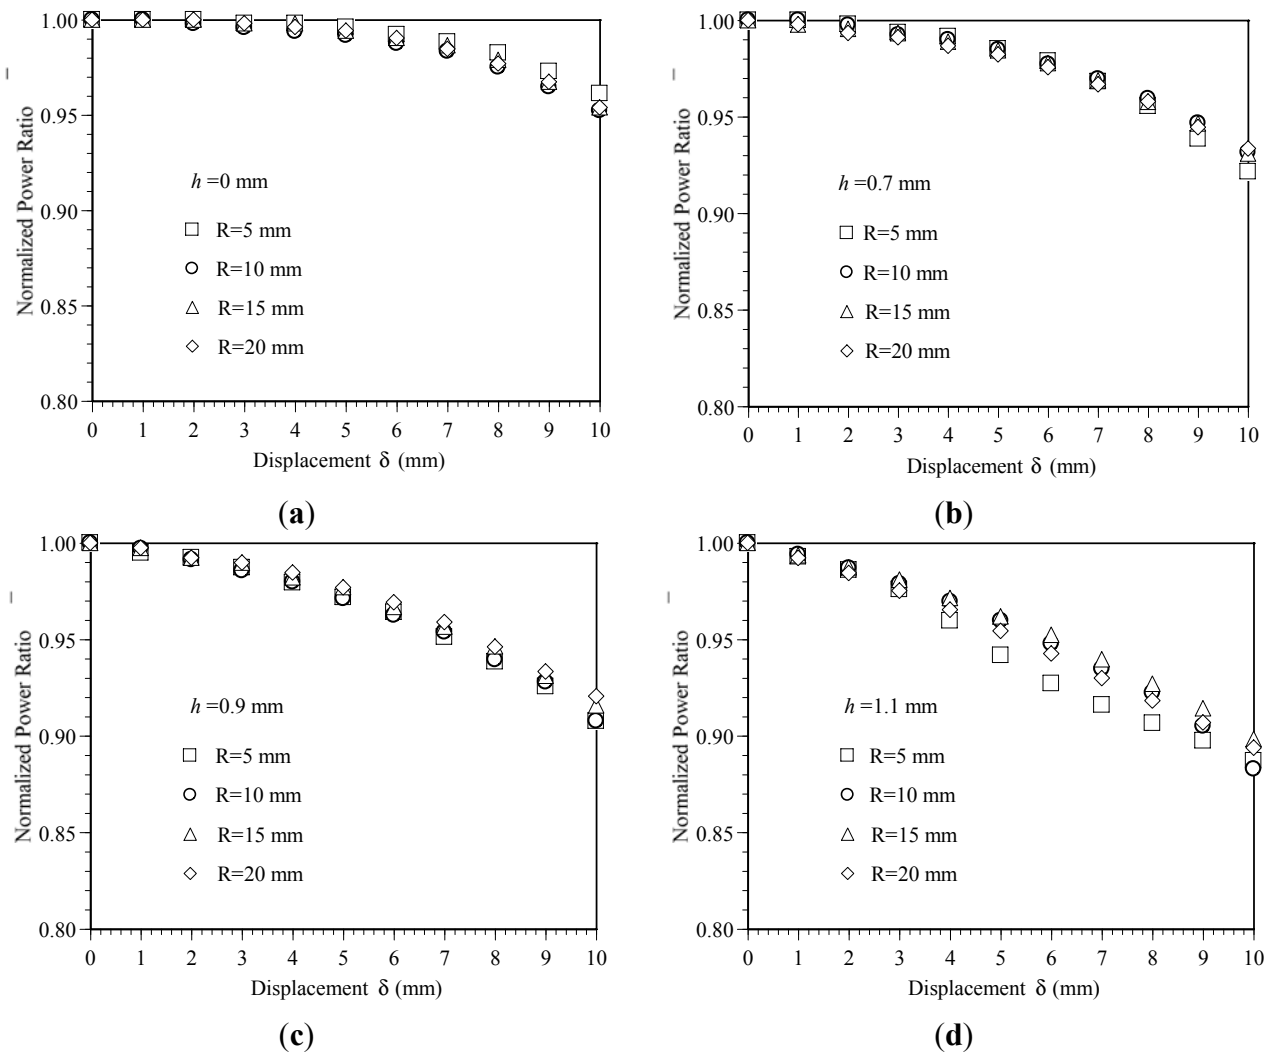 1.00
0.95
0.90
0.85
0.80
Normalized Power Ratio
h =0 mm
R=5 mm
R=10 mm
R=15 mm
R=20 mm
0 1 2 3 4 5 6 7 8 9 10
Displacement δ (mm)
(a)
1.00
0.95
0.90
0.85
0.80
Normalized Power Ratio
h =0.7 mm
R=5 mm
R=10 mm
R=15 mm
R=20 mm
0 1 2 3 4 5 6 7 8 9 10
Displacement δ (mm)
(b)
1.00
0.95
0.90
0.85
0.80
Normalized Power Ratio
h =0.9 mm
R=5 mm
R=10 mm
R=15 mm
R=20 mm
0 1 2 3 4 5 6 7 8 9 10
Displacement δ (mm)
(c)
1.00
0.95
0.90
0.85
0.80
Normalized Power Ratio
h =1.1 mm
R=5 mm
R=10 mm
R=15 mm
R=20 mm
0 1 2 3 4 5 6 7 8 9 10
Displacement δ (mm)
(d)